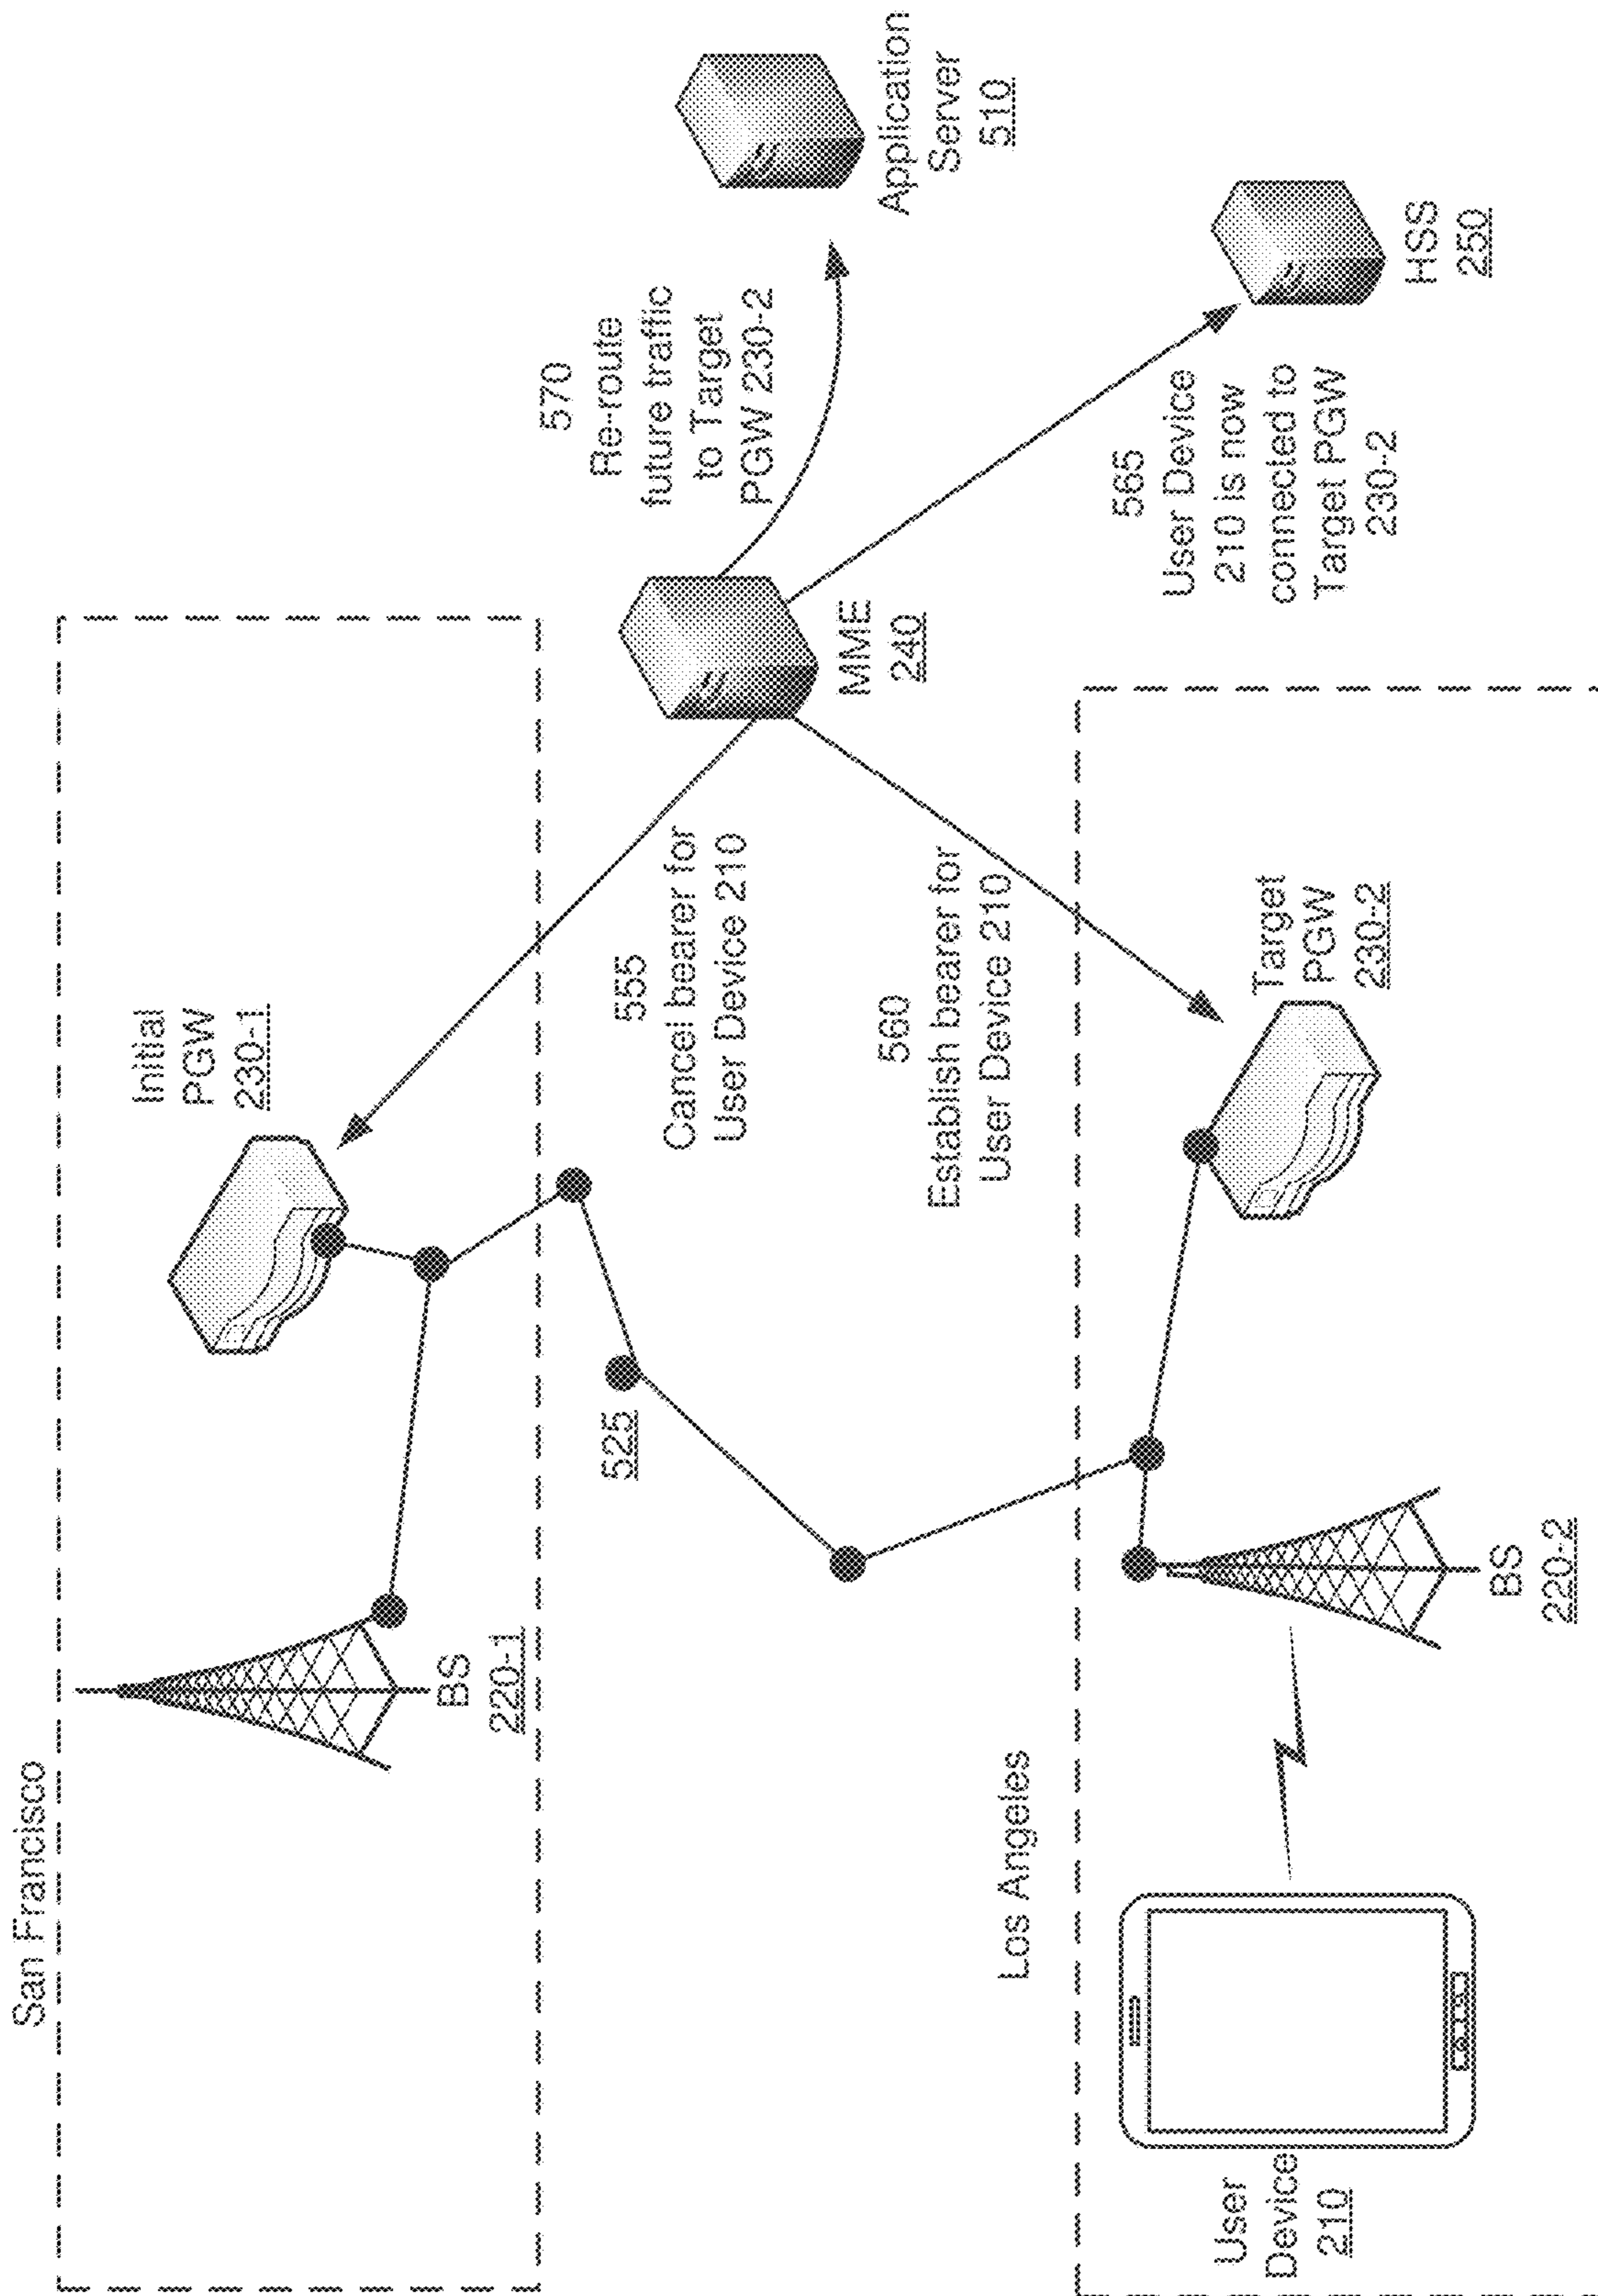 San Francisco
BS
220-1
Initial
PGW
230-1
525
555
Cancel bearer for
User Device 210
570
Re-route
future traffic
to Target
PGW 230-2
Application
Server
510
MME
240
560
Establish bearer for
User Device 210
565
User Device
210 is now
connected to
Target PGW
230-2
HSS
250
Los Angeles
User
Device
210
BS
220-2
Target
PGW
230-2